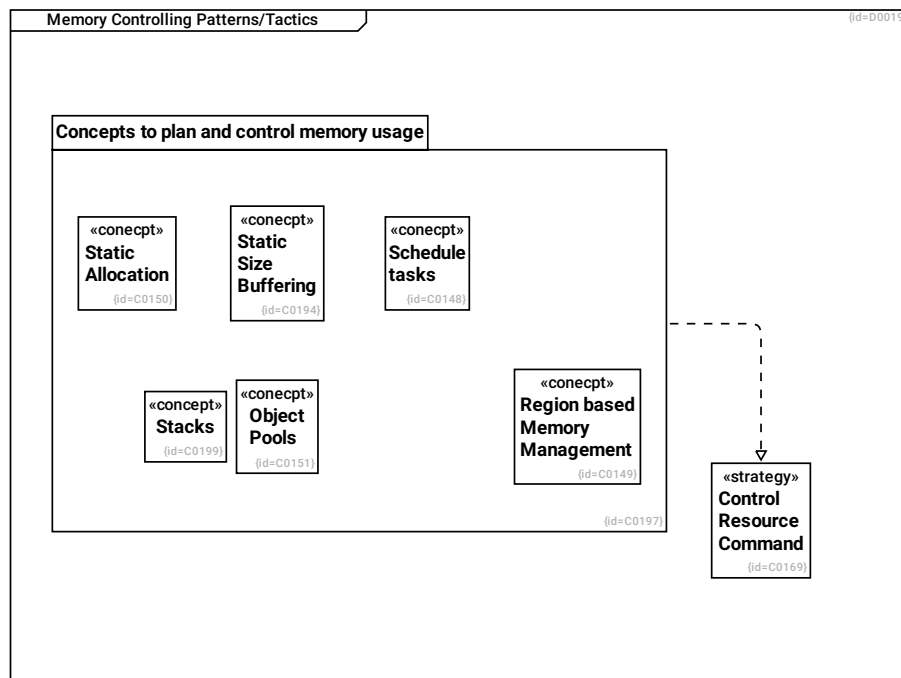 Memory Controlling Patterns/Tactics
{id=D0019
Concepts to plan and control memory usage
«conecpt»
Static
Allocation
{id=C0150}
«conecpt»
Static
Size
Buffering
{id=C0194}
«conecpt»
Schedule
tasks
{id=C0148}
«concept»
Stacks
{id=C0199}
«conecpt»
Object
Pools
{id=C0151}
«conecpt»
Region based
Memory
Management
{id=C0149}
{id=C0197}
«strategy»
Control
Resource
Command
{id=C0169}